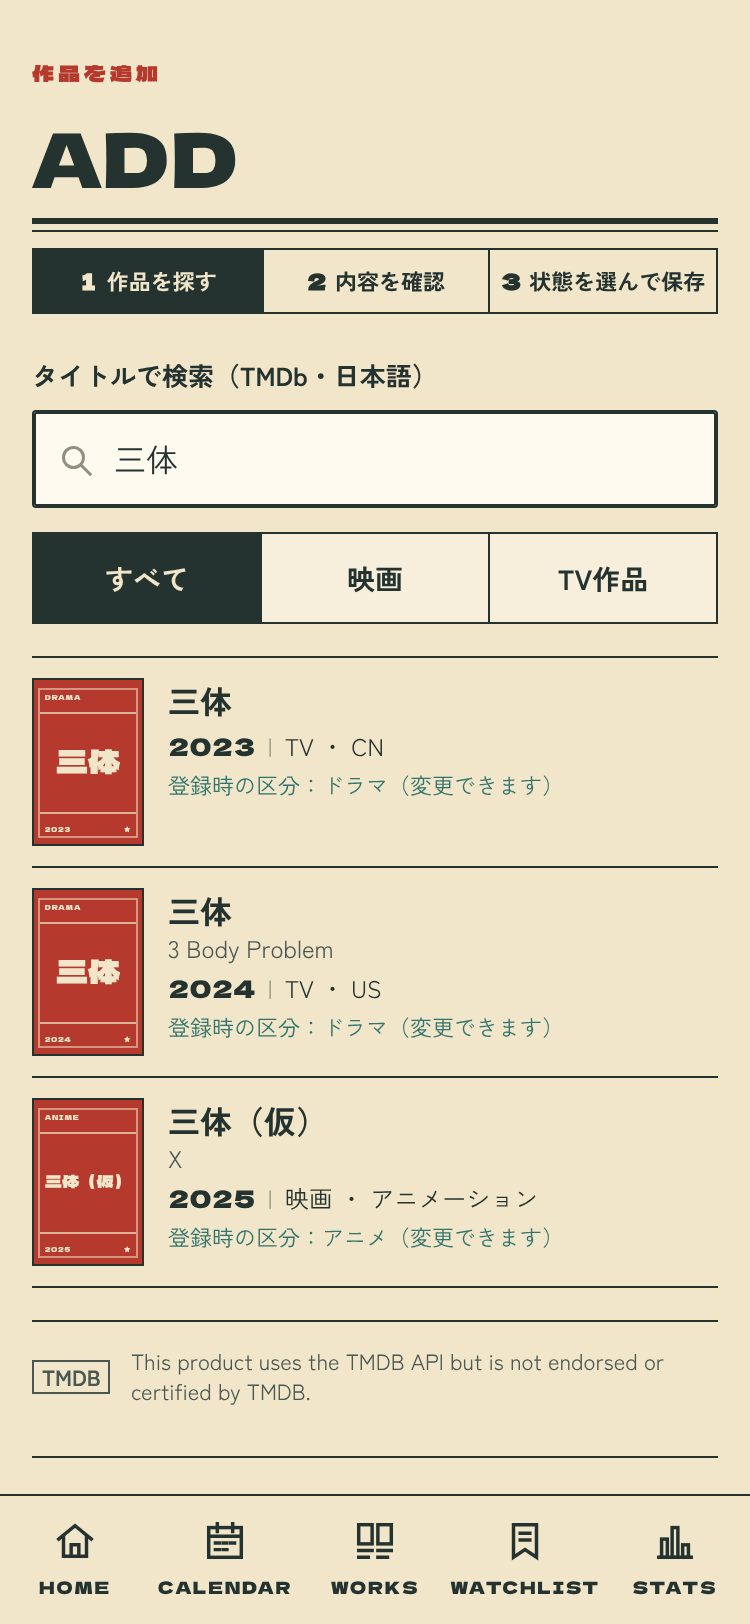 作品を追加
ADD
1 作品を探す
2 内容を確認
3 状態を選んで保存
タイトルで検索（TMDb・日本語）
三体
すべて
映画
TV作品
DRAMA
三体
2023
三体
2023 | TV ・ CN
登録時の区分：ドラマ（変更できます）
DRAMA
三体
2024
三体
3 Body Problem
2024 | TV ・ US
登録時の区分：ドラマ（変更できます）
ANIME
三体（仮）
2025
三体（仮）
X
2025 | 映画 ・ アニメーション
登録時の区分：アニメ（変更できます）
TMDB
This product uses the TMDB API but is not endorsed or
certified by TMDB.
HOME
CALENDAR
WORKS
WATCHLIST
STATS